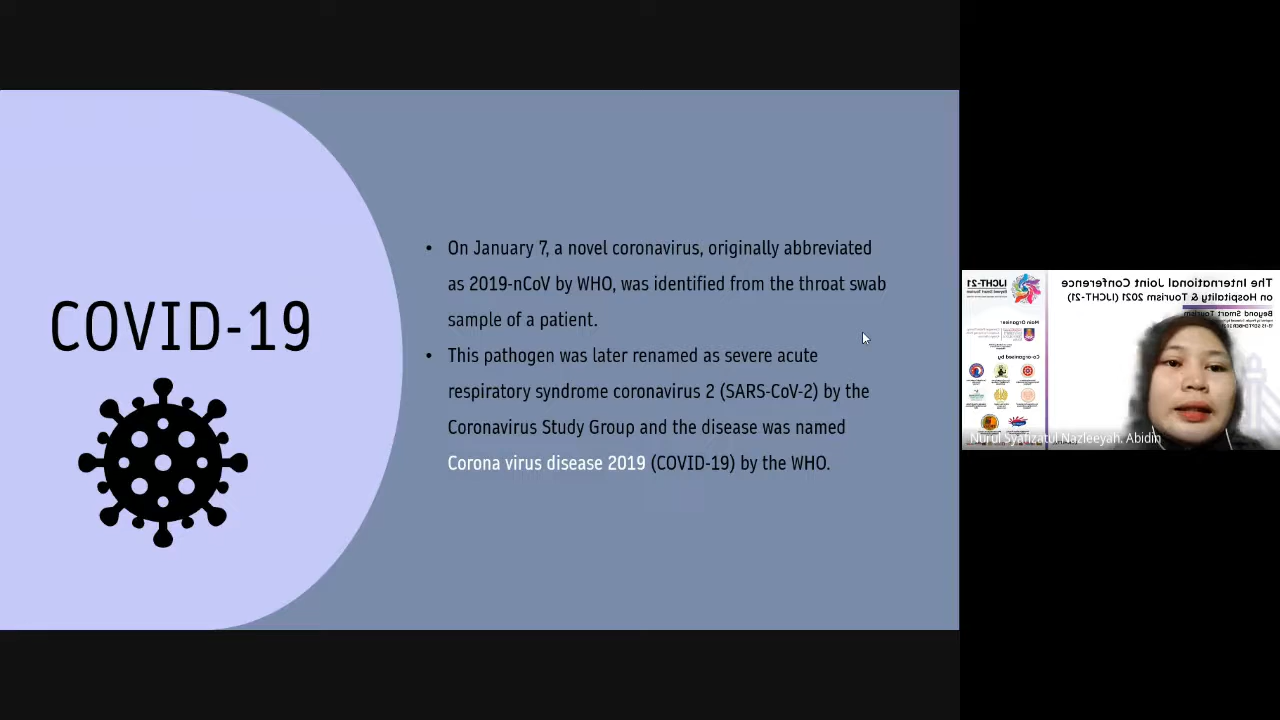 COVID-19
• On January 7, a novel coronavirus, originally abbreviated
as 2019-nCoV by WHO, was identified from the throat swab
sample of a patient.
• This pathogen was later renamed as severe acute
respiratory syndrome coronavirus 2 (SARS-CoV-2) by the
Coronavirus Study Group and the disease was named
Corona virus disease 2019 (COVID-19) by the WHO.
IJCHT-21
The International Joint Conference
on Hospitality & Tourism 2021 (IJCHT-21)
Beyond Smart Tourism
Main Organiser:
Co-organised by
Nurul Syafizatul Nazleeyah. Abidin